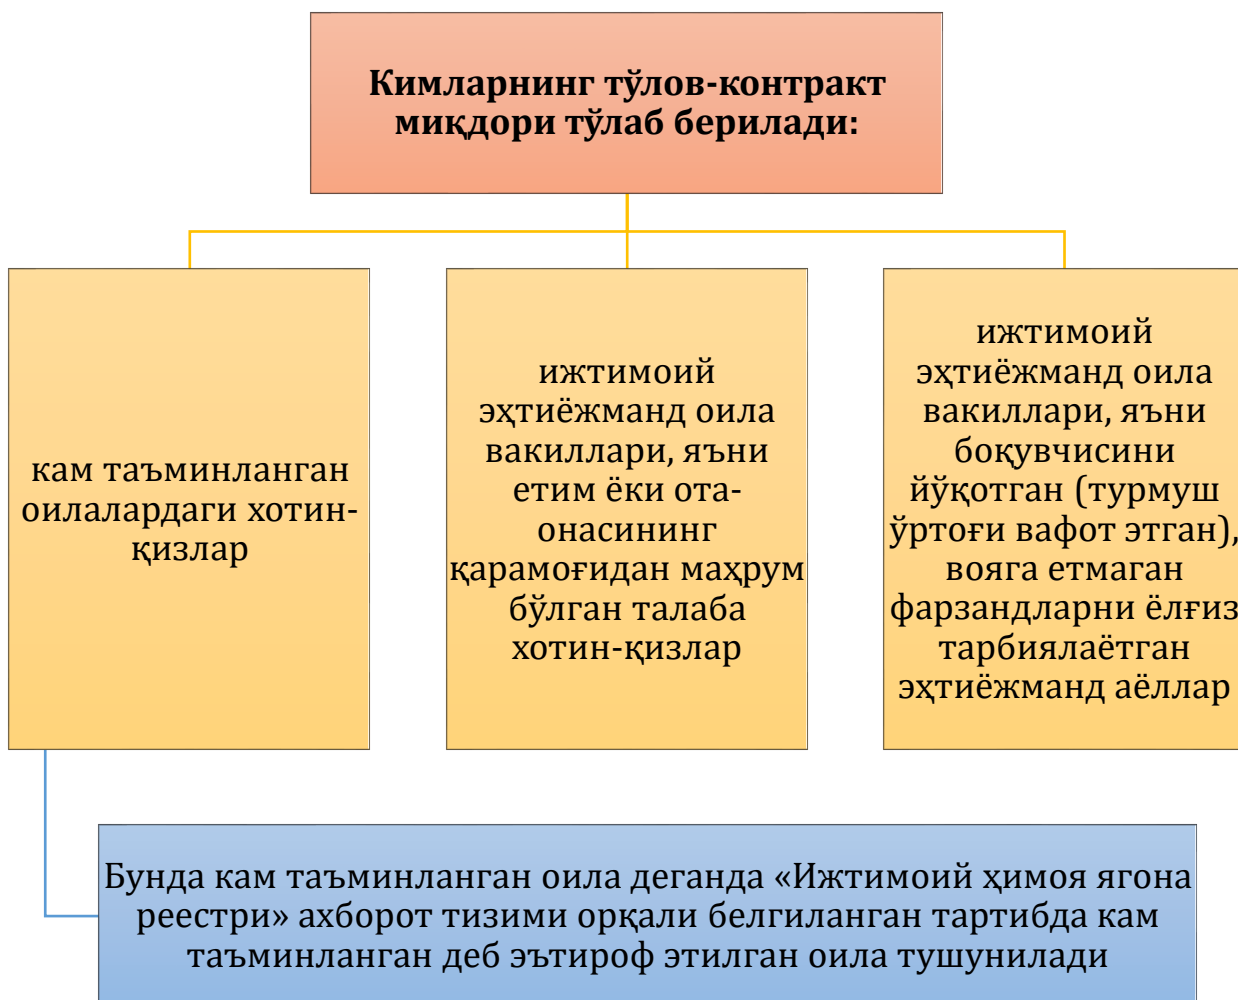 Кимларнинг тўлов-контракт
миқдори тўлаб берилади:
кам таъминланган
оилалардаги хотин-
қизлар
ижтимоий
эҳтиёжманд оила
вакиллари, яъни
етим ёки ота-
онасининг
қарамоғидан маҳрум
бўлган талаба
хотин-қизлар
ижтимоий
эҳтиёжманд оила
вакиллари, яъни
боқувчисини
йўқотган (турмуш
ўртоғи вафот этган),
вояга етмаган
фарзандларни ёлғиз
тарбиялаётган
эҳтиёжманд аёллар
Бунда кам таъминланган оила деганда «Ижтимоий ҳимоя ягона
реестри» ахборот тизими орқали белгиланган тартибда кам
таъминланган деб эътироф этилган оила тушунилади